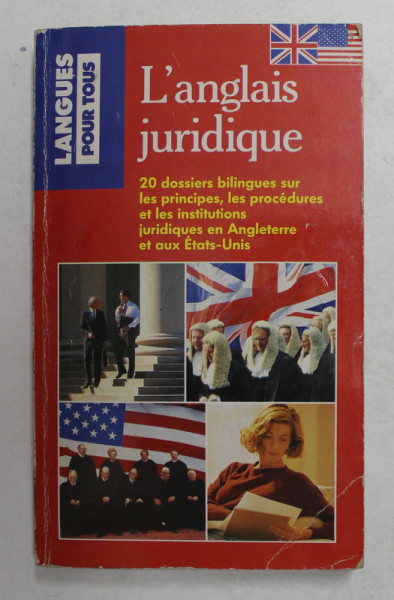 LANGUES
POUR TOUS
L'anglais
juridique
20 dossiers bilingues sur
les principes, les procédures
et les institutions
juridiques en Angleterre
et aux États-Unis